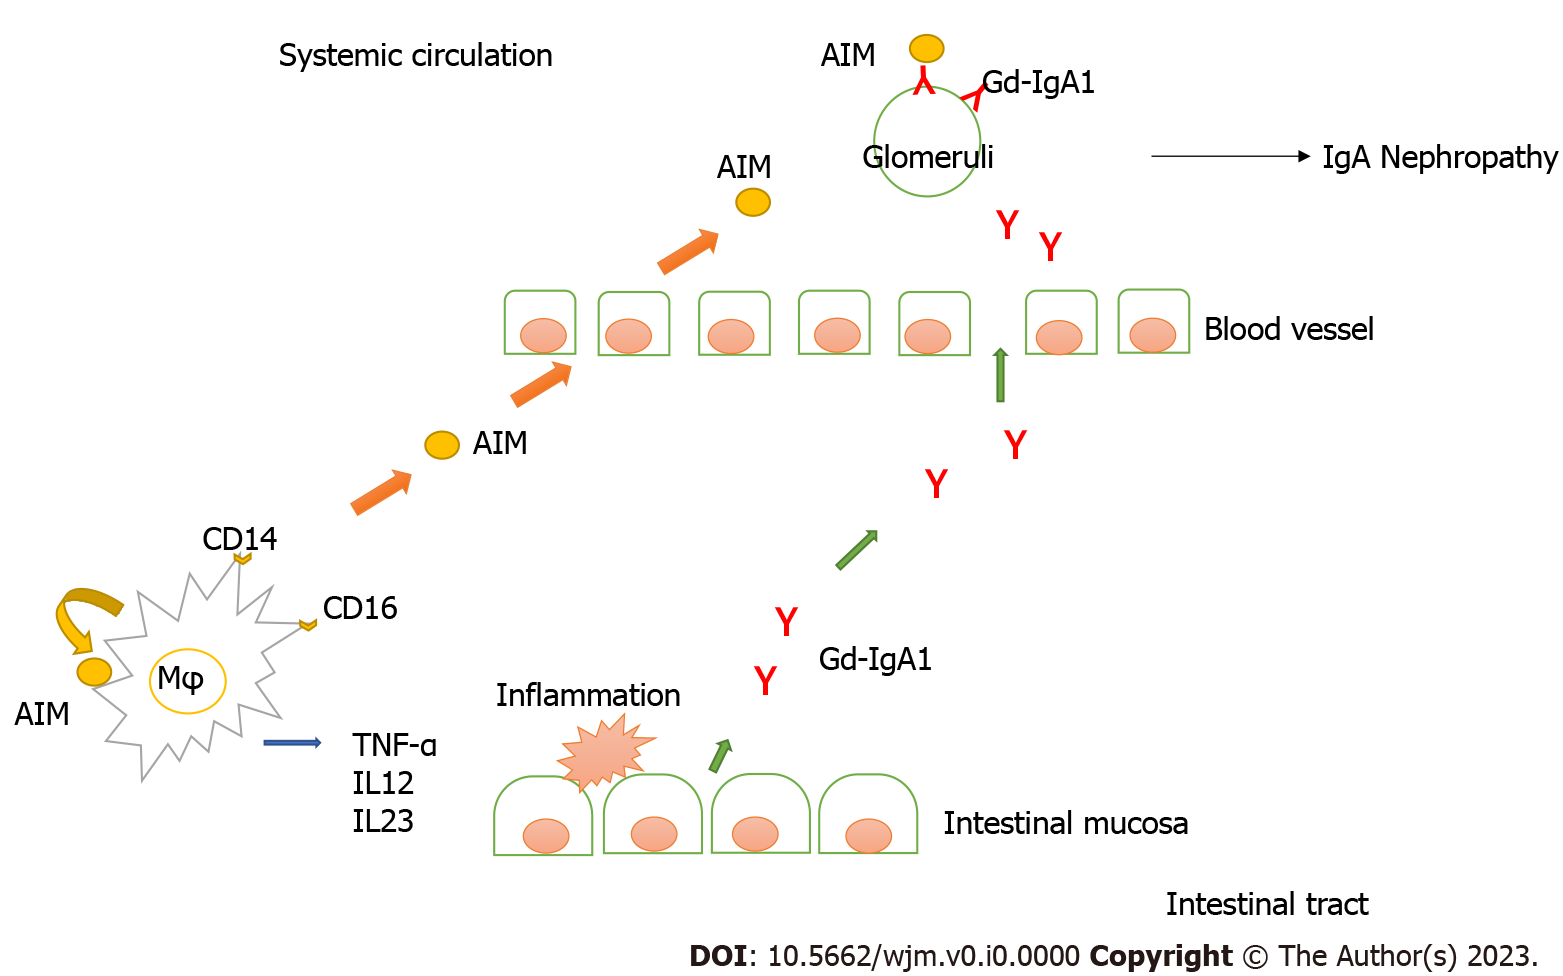 Systemic circulation
AIM
Gd-IgA1
Glomeruli
IgA Nephropathy
AIM
Blood vessel
AIM
CD14
CD16
Mφ
AIM
Gd-IgA1
Inflammation
TNF-α
IL12
IL23
Intestinal mucosa
Intestinal tract
DOI: 10.5662/wjm.v0.i0.0000 Copyright © The Author(s) 2023.